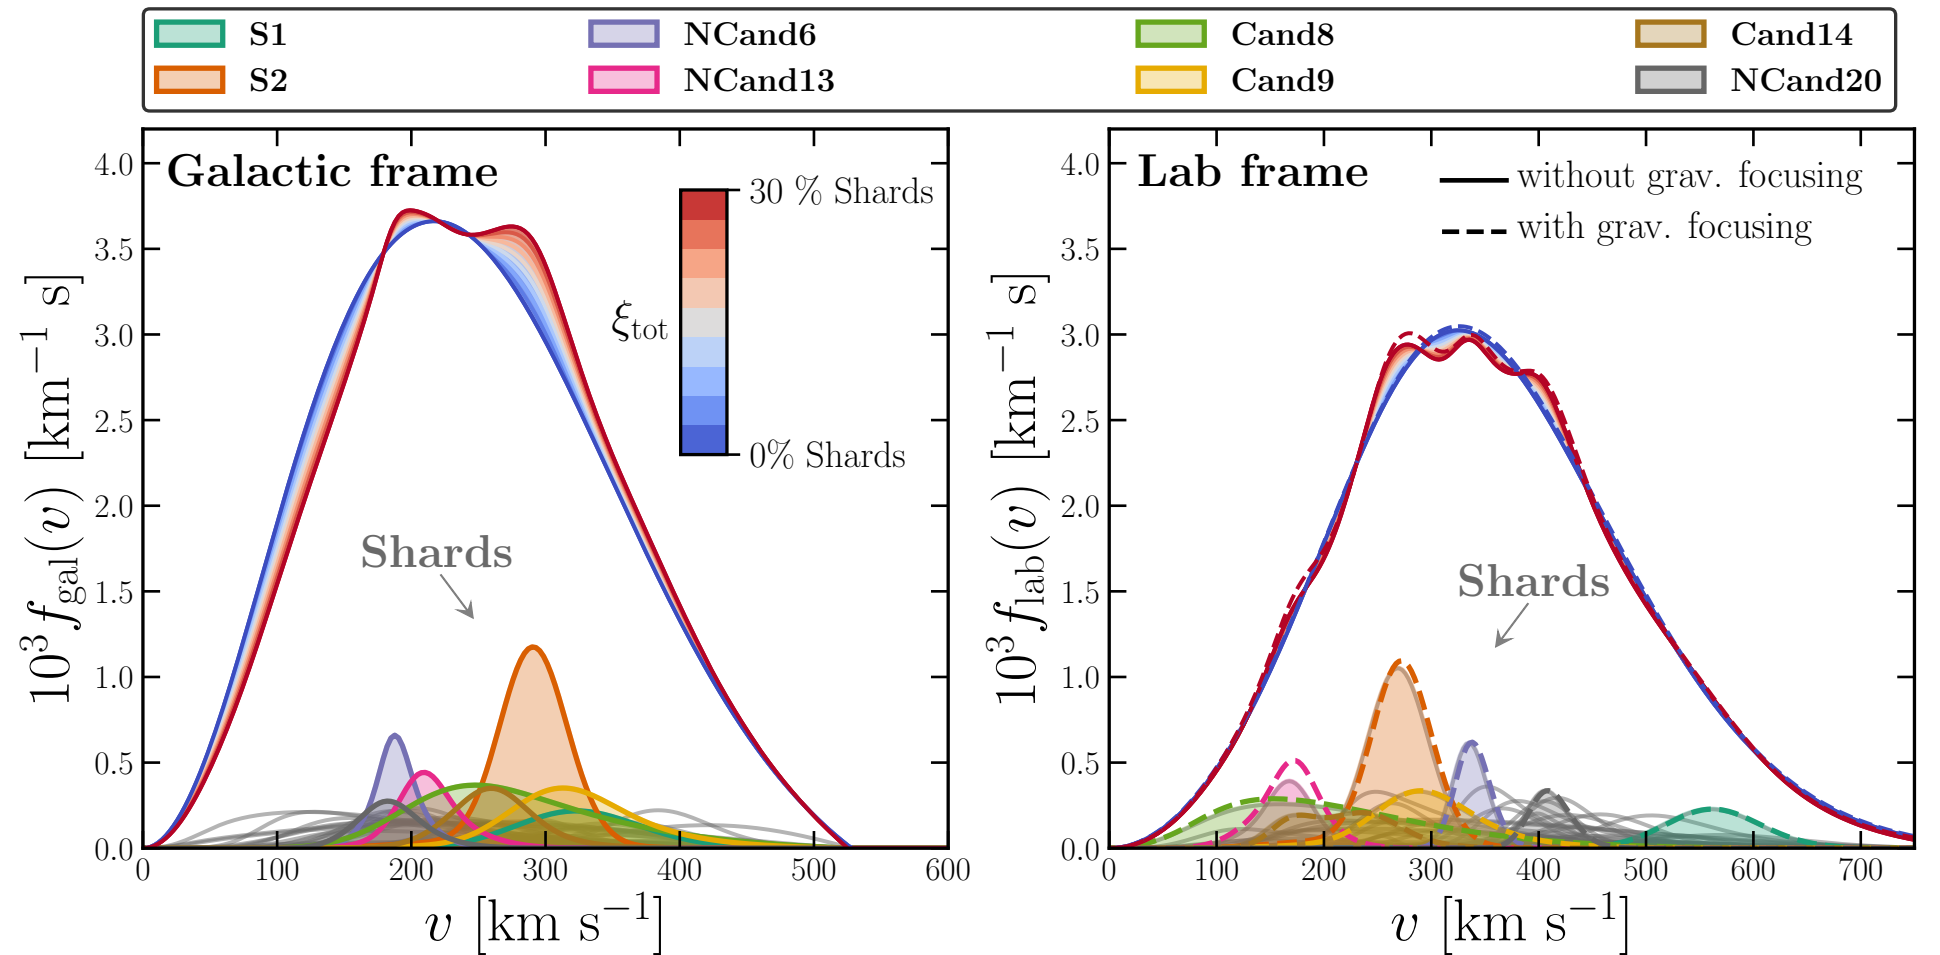 S1 NCand6 Cand8 Cand14
S2 NCand13 Cand9 NCand20
Galactic frame
30 % Shards
ξtot
0% Shards
Shards
4.0
3.5
3.0
2.5
2.0
1.5
1.0
0.5
0.0
0 100 200 300 400 500 600
10³ f_gal(v) [km⁻¹ s]
v [km s⁻¹]
Lab frame
without grav. focusing
with grav. focusing
Shards
4.0
3.5
3.0
2.5
2.0
1.5
1.0
0.5
0.0
0 100 200 300 400 500 600 700
10³ f_lab(v) [km⁻¹ s]
v [km s⁻¹]